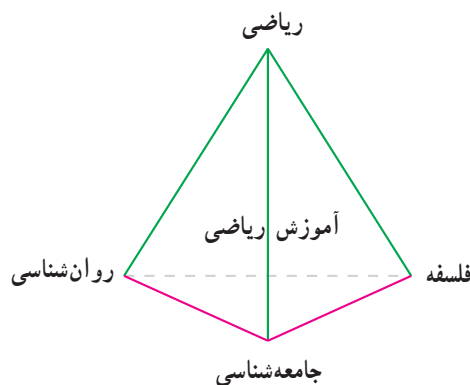 ریاضی
آموزش ریاضی
روان‌شناسی
فلسفه
جامعه‌شناسی